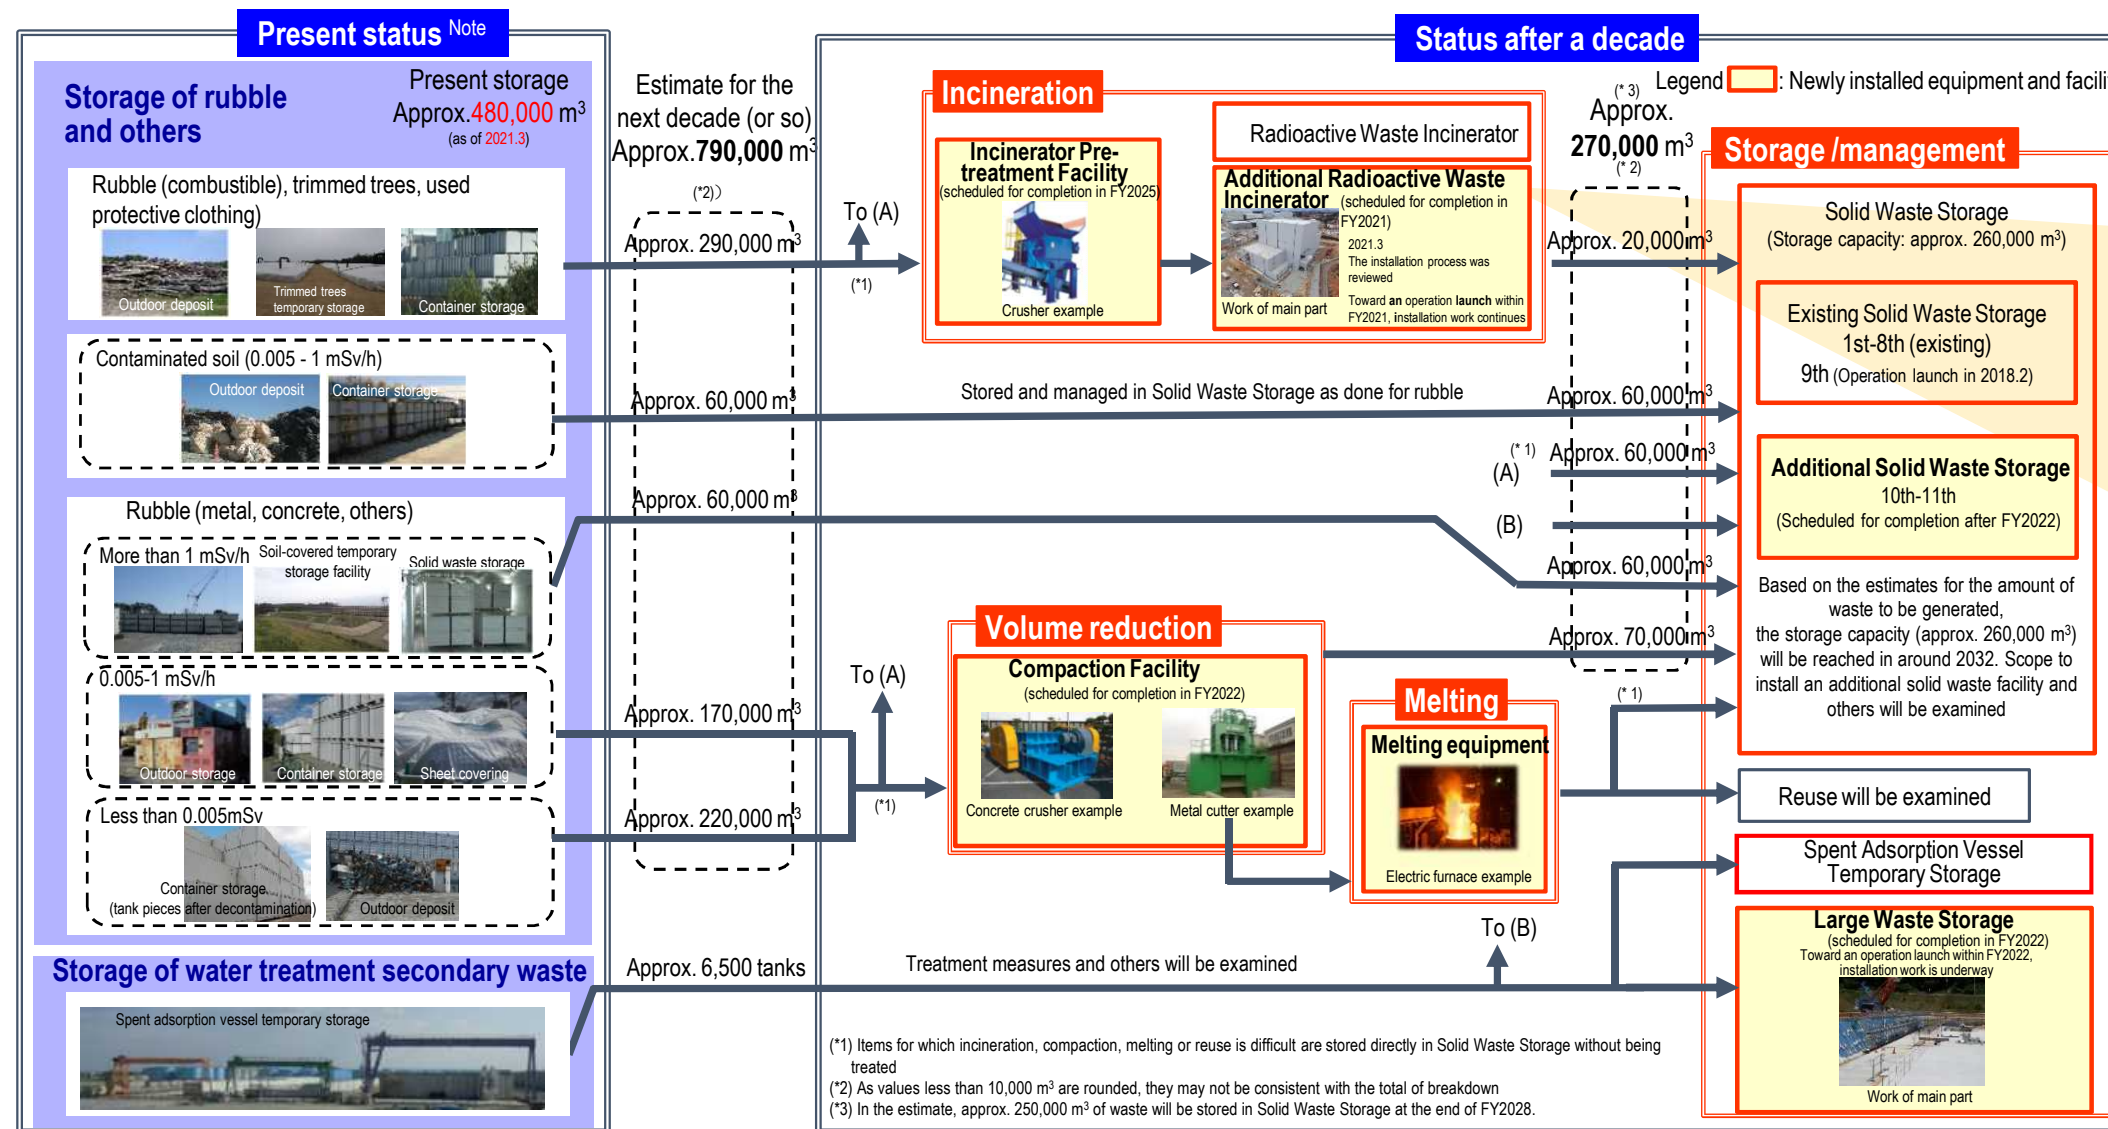 Present status Note
Storage of rubble
and others
Present storage
Approx.480,000 m3
(as of 2021.3)
Rubble (combustible), trimmed trees, used
protective clothing)
Outdoor deposit
Trimmed trees
temporary storage
Container storage
Contaminated soil (0.005 - 1 mSv/h)
Outdoor deposit
Container storage
Rubble (metal, concrete, others)
More than 1 mSv/h
Soil-covered temporary
storage facility
Solid waste storage
0.005-1 mSv/h
Outdoor storage
Container storage
Sheet covering
Less than 0.005mSv
Container storage
(tank pieces after decontamination)
Outdoor deposit
Storage of water treatment secondary waste
Spent adsorption vessel temporary storage
Estimate for the
next decade (or so)
Approx.790,000 m3
(*2)）
Approx. 290,000 m3
Approx. 60,000 m3
Approx. 60,000 m3
Approx. 170,000 m3
Approx. 220,000 m3
Approx. 6,500 tanks
Status after a decade
Legend
: Newly installed equipment and facili
To (A)
(*1)
Incineration
Incinerator Pre-
treatment Facility
(scheduled for completion in FY2025)
Crusher example
Radioactive Waste Incinerator
Additional Radioactive Waste
Incinerator (scheduled for completion in
FY2021)
2021.3
The installation process was
reviewed
Toward an operation launch within
FY2021, installation work continues
Work of main part
Stored and managed in Solid Waste Storage as done for rubble
To (A)
(*1)
Volume reduction
Compaction Facility
(scheduled for completion in FY2022)
Concrete crusher example
Metal cutter example
Melting
Melting equipment
Electric furnace example
To (B)
Treatment measures and others will be examined
(* 3)
Approx.
270,000 m3
(* 2)
Approx. 20,000 m3
Approx. 60,000 m3
(A)
(* 1)
Approx. 60,000 m3
(B)
Approx. 60,000 m3
Approx. 70,000 m3
(* 1)
Storage /management
Solid Waste Storage
(Storage capacity: approx. 260,000 m3)
Existing Solid Waste Storage
1st-8th (existing)
9th (Operation launch in 2018.2)
Additional Solid Waste Storage
10th-11th
(Scheduled for completion after FY2022)
Based on the estimates for the amount of
waste to be generated,
the storage capacity (approx. 260,000 m3)
will be reached in around 2032. Scope to
install an additional solid waste facility and
others will be examined
Reuse will be examined
Spent Adsorption Vessel
Temporary Storage
Large Waste Storage
(scheduled for completion in FY2022)
Toward an operation launch within FY2022,
installation work is underway
Work of main part
(*1) Items for which incineration, compaction, melting or reuse is difficult are stored directly in Solid Waste Storage without being
treated
(*2) As values less than 10,000 m3 are rounded, they may not be consistent with the total of breakdown
(*3) In the estimate, approx. 250,000 m3 of waste will be stored in Solid Waste Storage at the end of FY2028.